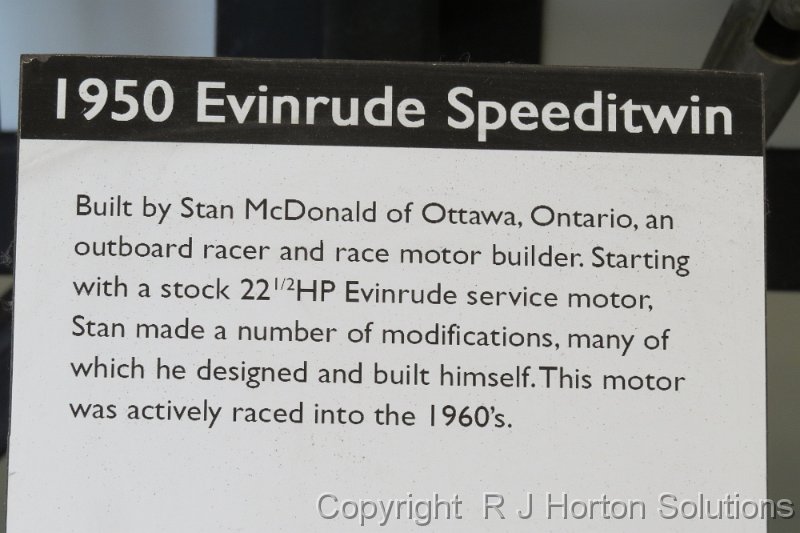 1950 Evinrude Speeditwin
Built by Stan McDonald of Ottawa, Ontario, an
outboard racer and race motor builder. Starting
with a stock 22 1/2HP Evinrude service motor,
Stan made a number of modifications, many of
which he designed and built himself. This motor
was actively raced into the 1960's.
Copyright R J Horton Solutions